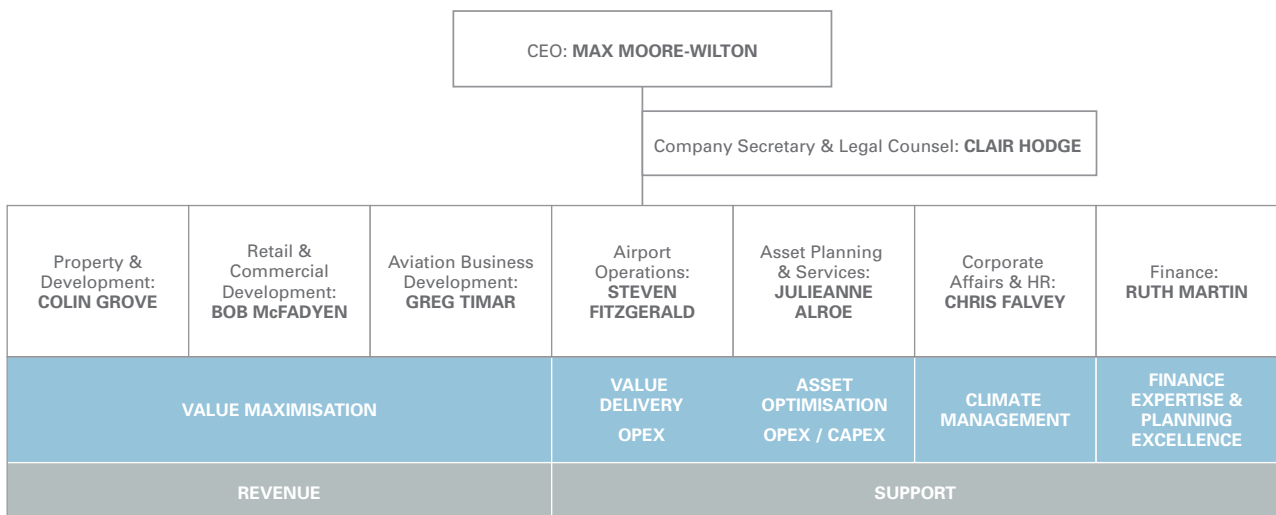 CEO: MAX MOORE-WILTON
Company Secretary & Legal Counsel: CLAIR HODGE
Property &
Development:
COLIN GROVE
Retail &
Commercial
Development:
BOB McFADYEN
Aviation Business
Development:
GREG TIMAR
Airport
Operations:
STEVEN
FITZGERALD
Asset Planning
& Services:
JULIEANNE
ALROE
Corporate
Affairs & HR:
CHRIS FALVEY
Finance:
RUTH MARTIN
VALUE MAXIMISATION
VALUE
DELIVERY
OPEX
ASSET
OPTIMISATION
OPEX / CAPEX
CLIMATE
MANAGEMENT
FINANCE
EXPERTISE &
PLANNING
EXCELLENCE
REVENUE
SUPPORT